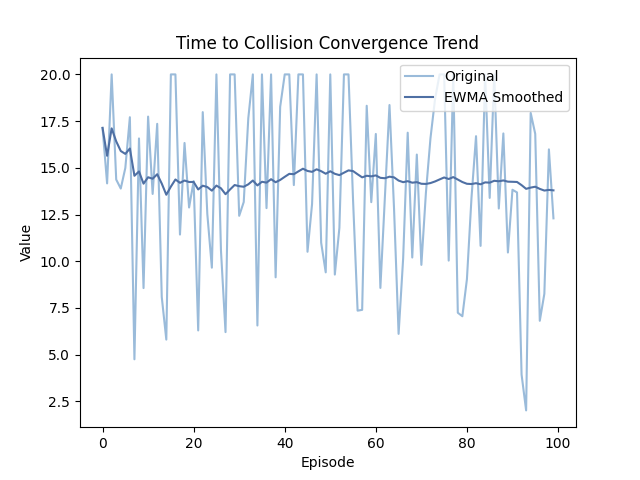 Time to Collision Convergence Trend
Original
EWMA Smoothed
Value
20.0
17.5
15.0
12.5
10.0
7.5
5.0
2.5
0 20 40 60 80 100
Episode